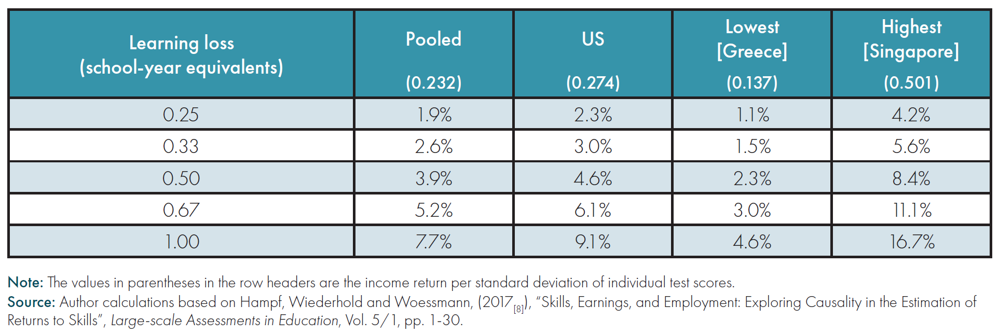 Learning loss (school-year equivalents) Pooled (0.232) US (0.274) Lowest [Greece] (0.137) Highest [Singapore] (0.501)
0.25 1.9% 2.3% 1.1% 4.2%
0.33 2.6% 3.0% 1.5% 5.6%
0.50 3.9% 4.6% 2.3% 8.4%
0.67 5.2% 6.1% 3.0% 11.1%
1.00 7.7% 9.1% 4.6% 16.7%
Note: The values in parentheses in the row headers are the income return per standard deviation of individual test scores.
Source: Author calculations based on Hampf, Wiederhold and Woessmann, (2017[8]), “Skills, Earnings, and Employment: Exploring Causality in the Estimation of
Returns to Skills”, Large-scale Assessments in Education, Vol. 5/1, pp. 1-30.